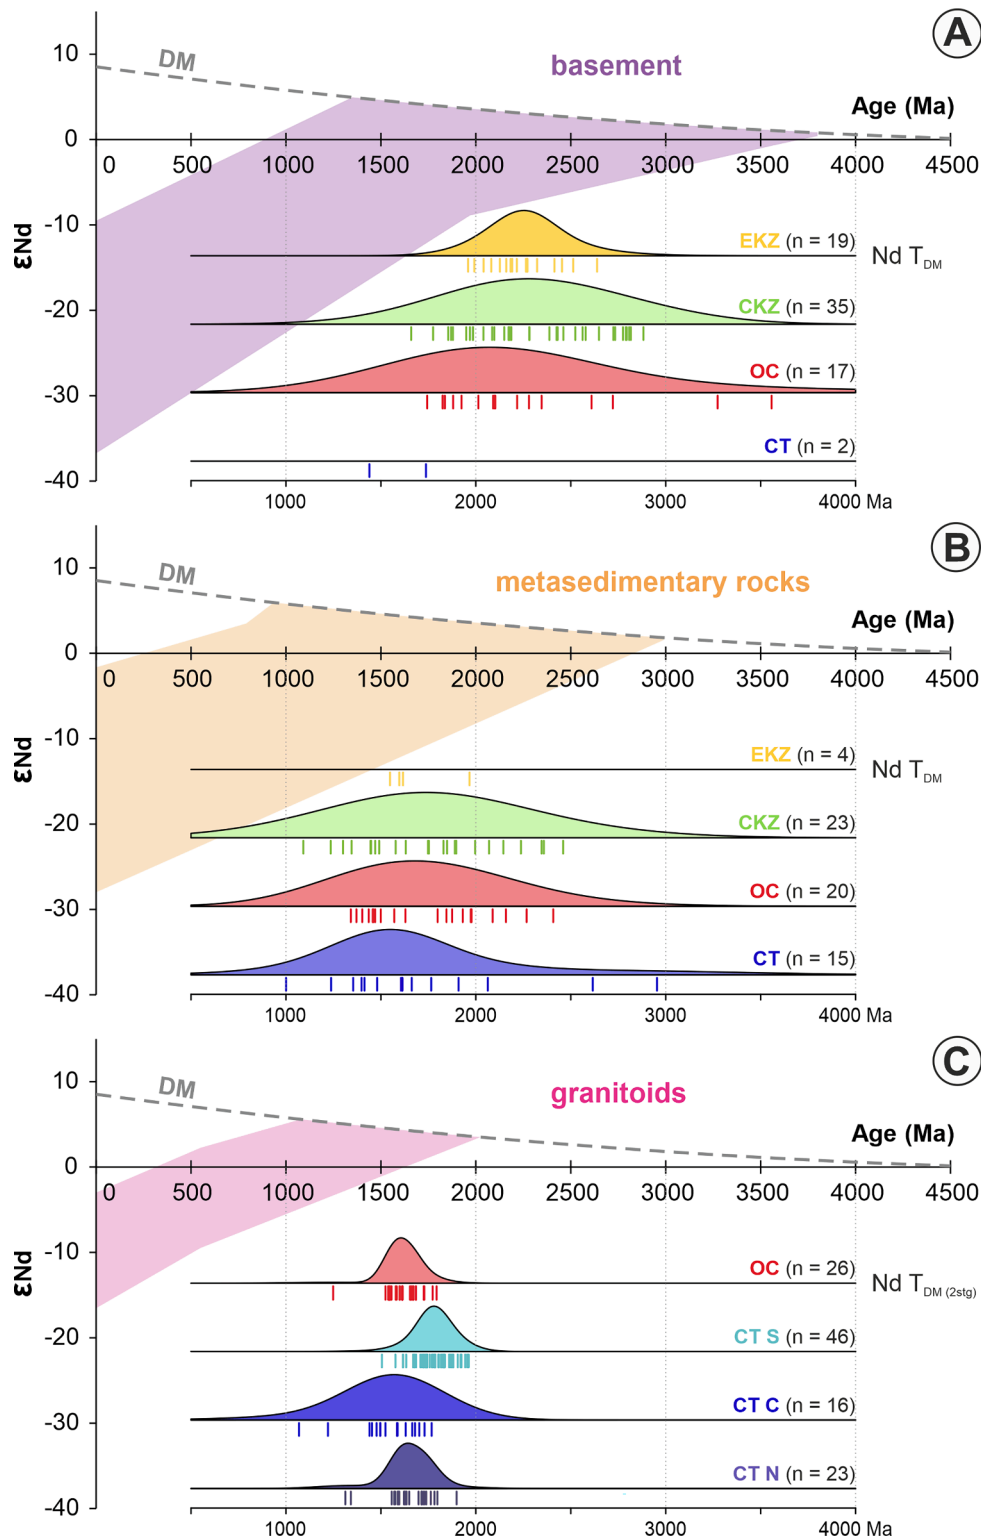 A
10
DM
basement
Age (Ma)
0
0 500 1000 1500 2000 2500 3000 3500 4000 4500
-10
εNd
EKZ (n = 19)
Nd TDM
-20
CKZ (n = 35)
OC (n = 17)
-30
CT (n = 2)
-40
1000 2000 3000 4000 Ma
B
10
DM
metasedimentary rocks
Age (Ma)
0
0 500 1000 1500 2000 2500 3000 3500 4000 4500
-10
εNd
EKZ (n = 4)
Nd TDM
-20
CKZ (n = 23)
OC (n = 20)
-30
CT (n = 15)
-40
1000 2000 3000 4000 Ma
C
10
DM
granitoids
Age (Ma)
0
0 500 1000 1500 2000 2500 3000 3500 4000 4500
-10
εNd
OC (n = 26)
Nd TDM (2stg)
-20
CT S (n = 46)
CT C (n = 16)
-30
CT N (n = 23)
-40
1000 2000 3000 4000 Ma